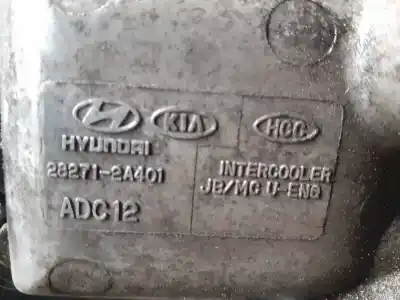 HYUNDAI KIA HCC
28271-2A401 INTERCOOLER
JB/MC U-ENG
ADC12